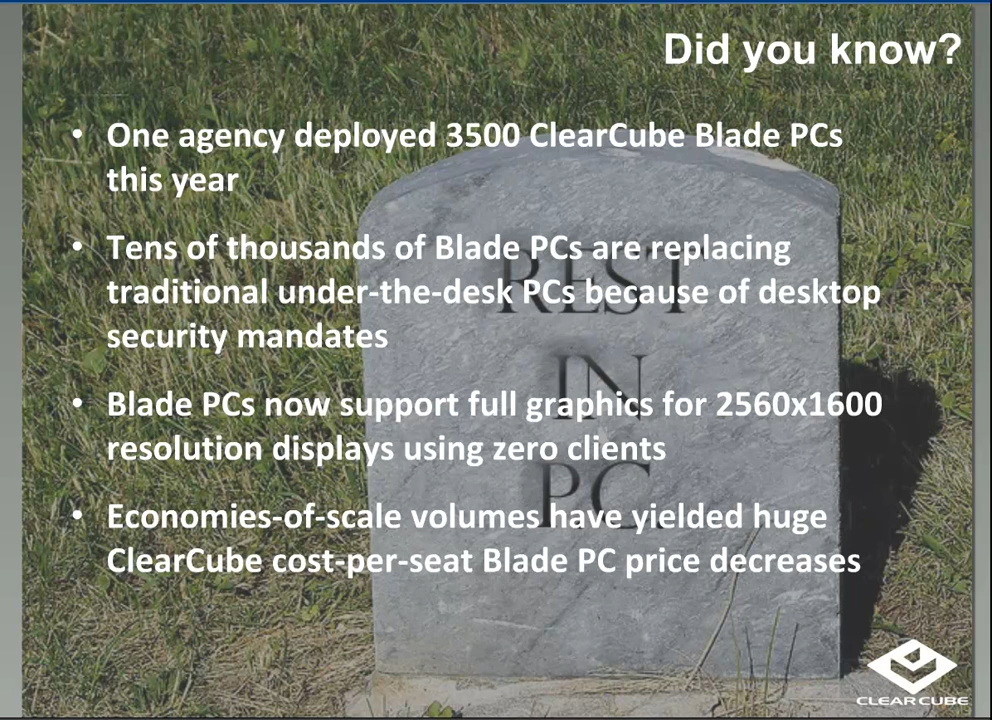 Did you know?
• One agency deployed 3500 ClearCube Blade PCs
this year
• Tens of thousands of Blade PCs are replacing
traditional under-the-desk PCs because of desktop
security mandates
• Blade PCs now support full graphics for 2560x1600
resolution displays using zero clients
• Economies-of-scale volumes have yielded huge
ClearCube cost-per-seat Blade PC price decreases
REST
IN
PC
CLEARCUBE